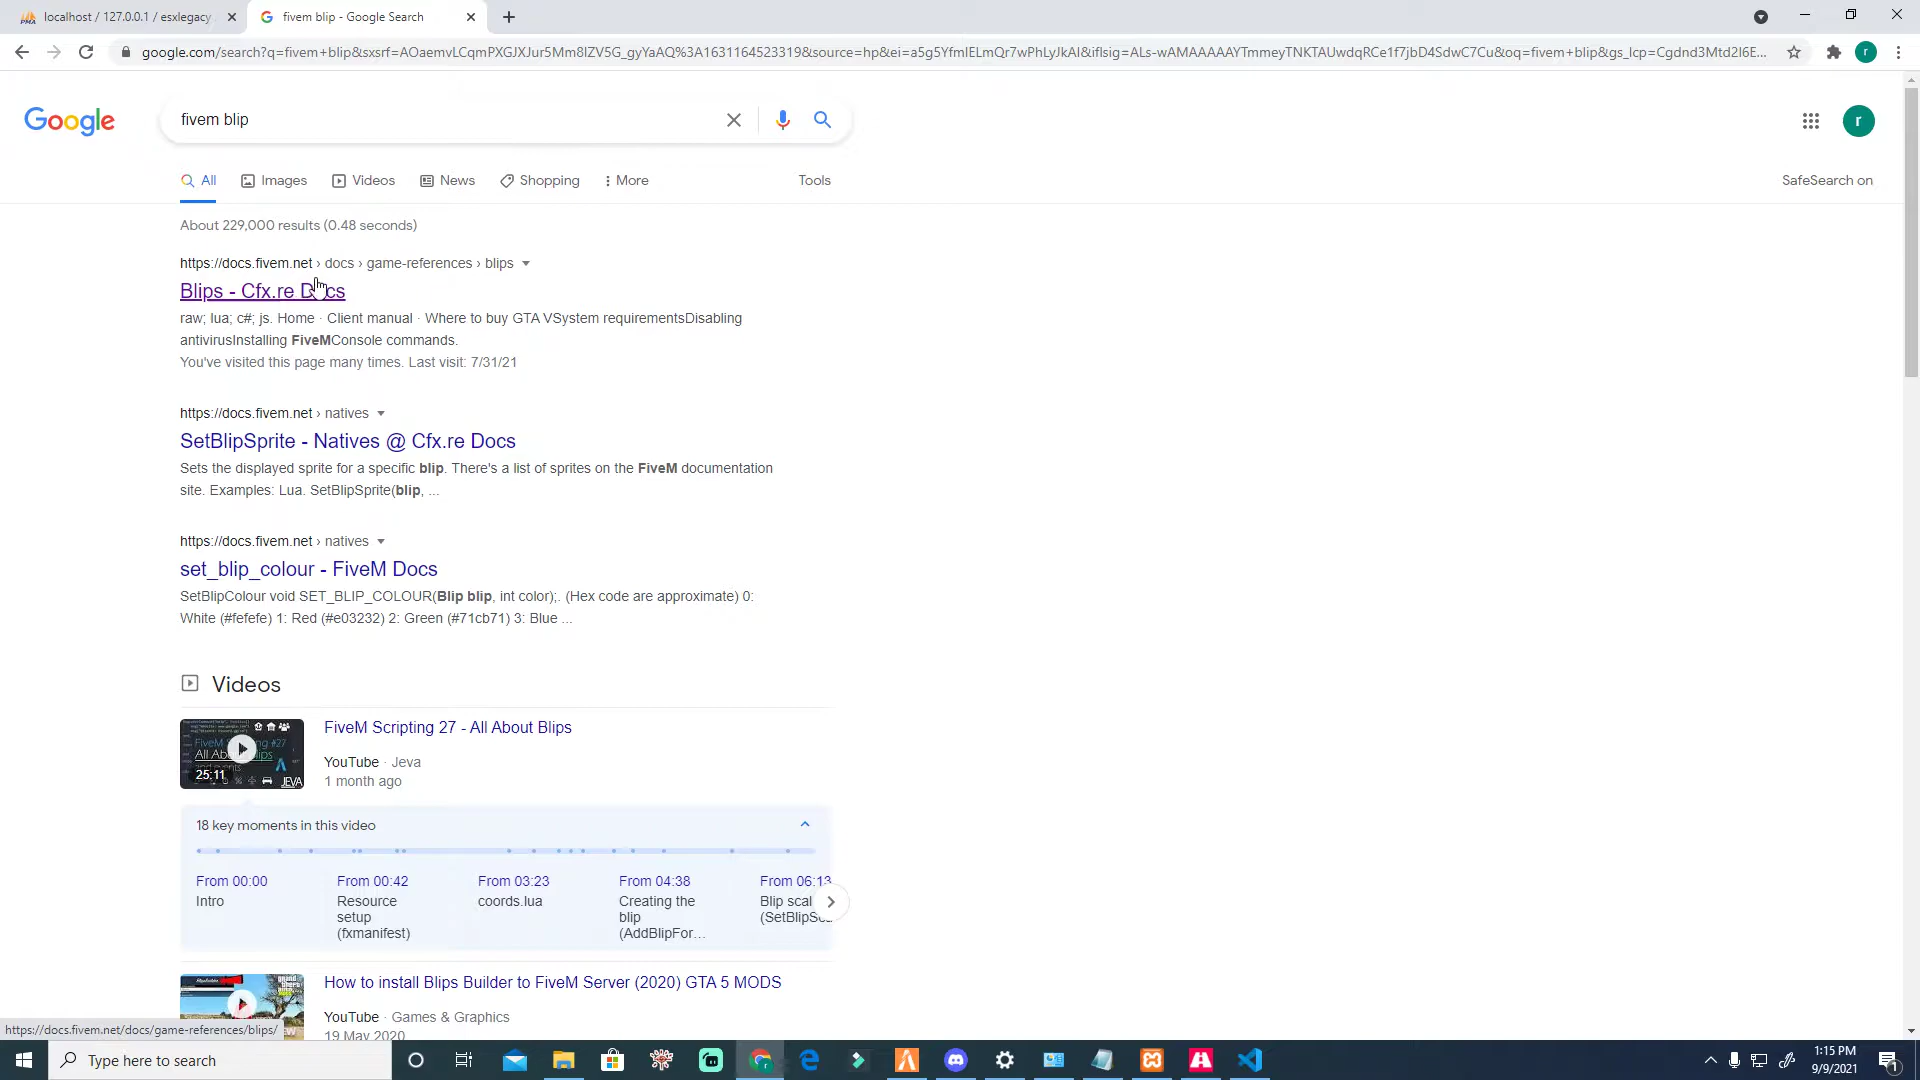 localhost / 127.0.0.1 / esxlegacy
fivem blip - Google Search
google.com/search?q=fivem+blip&sxsrf=AOaemvLCqmPXGJXJur5Mm8lZV5G_gyYaAQ%3A1631164523319&source=hp&ei=a5g5YfmIELmQr7wPhLyJkAI&iflsig=ALs-wAMAAAAAYTmmeyTNKTAUwdqRCe1f7jbD4SdwC7Cu&oq=fivem+blip&gs_lcp=Cgdnd3Mtd2l6E...
r
Google
fivem blip
r
All
Images
Videos
News
Shopping
More
Tools
SafeSearch on
About 229,000 results (0.48 seconds)
https://docs.fivem.net › docs › game-references › blips
Blips - Cfx.re Docs
raw; lua; c#; js. Home · Client manual · Where to buy GTA VSystem requirementsDisabling
antivirusInstalling FiveMConsole commands.
You've visited this page many times. Last visit: 7/31/21
https://docs.fivem.net › natives
SetBlipSprite - Natives @ Cfx.re Docs
Sets the displayed sprite for a specific blip. There's a list of sprites on the FiveM documentation
site. Examples: Lua. SetBlipSprite(blip, ...
https://docs.fivem.net › natives
set_blip_colour - FiveM Docs
SetBlipColour void SET_BLIP_COLOUR(Blip blip, int color);. (Hex code are approximate) 0:
White (#fefefe) 1: Red (#e03232) 2: Green (#71cb71) 3: Blue ...
Videos
25:11
JEVA
FiveM Scripting 27 - All About Blips
YouTube · Jeva
1 month ago
18 key moments in this video
From 00:00
Intro
From 00:42
Resource
setup
(fxmanifest)
From 03:23
coords.lua
From 04:38
Creating the
blip
(AddBlipFor...
From 06:13
Blip scal
(SetBlipSca
How to install Blips Builder to FiveM Server (2020) GTA 5 MODS
YouTube · Games & Graphics
19 May 2020
https://docs.fivem.net/docs/game-references/blips/
Type here to search
1:15 PM
9/9/2021
1